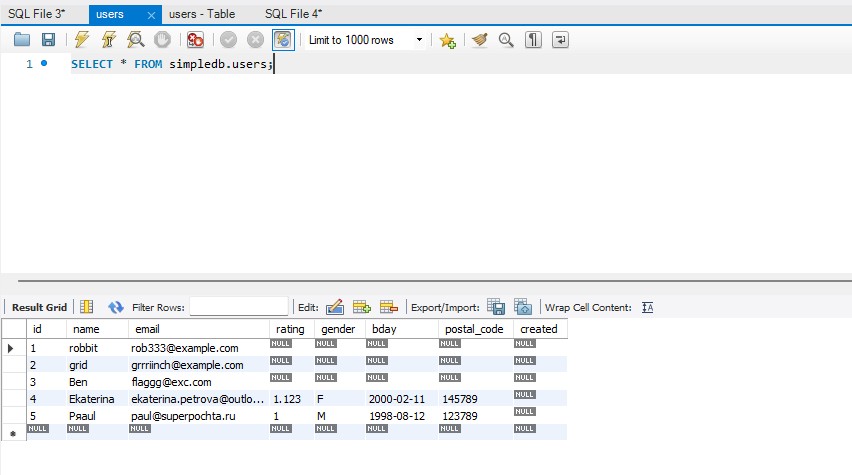 SQL File 3* users users - Table SQL File 4*
Limit to 1000 rows
1 SELECT * FROM simpledb.users;
Result Grid Filter Rows: Edit: Export/Import: Wrap Cell Content:
id name email rating gender bday postal_code created
1 robbit rob333@example.com NULL NULL NULL NULL NULL
2 grid grrriinch@example.com NULL NULL NULL NULL NULL
3 Ben flaggg@exc.com NULL NULL NULL NULL NULL
4 Ekaterina ekaterina.petrova@outlo... 1.123 F 2000-02-11 145789 NULL
5 Pяaul paul@superpochta.ru 1 M 1998-08-12 123789 NULL
NULL NULL NULL NULL NULL NULL NULL NULL